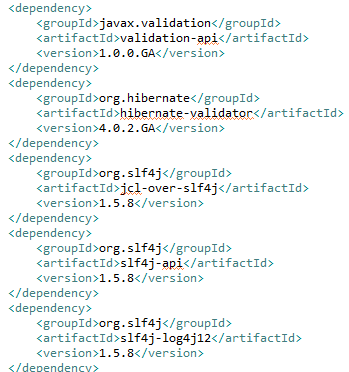 <dependency>
<groupId>javax.validation</groupId>
<artifactId>validation-api</artifactId>
<version>1.0.0.GA</version>
</dependency>
<dependency>
<groupId>org.hibernate</groupId>
<artifactId>hibernate-validator</artifactId>
<version>4.0.2.GA</version>
</dependency>
<dependency>
<groupId>org.slf4j</groupId>
<artifactId>jcl-over-slf4j</artifactId>
<version>1.5.8</version>
</dependency>
<dependency>
<groupId>org.slf4j</groupId>
<artifactId>slf4j-api</artifactId>
<version>1.5.8</version>
</dependency>
<dependency>
<groupId>org.slf4j</groupId>
<artifactId>slf4j-log4j12</artifactId>
<version>1.5.8</version>
</dependency>